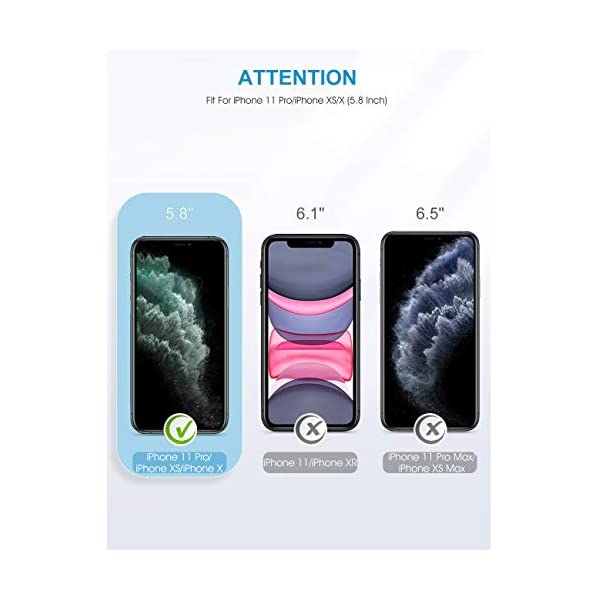 ATTENTION
Fit For iPhone 11 Pro/iPhone XS/X (5.8 Inch)
5.8"
6.1"
6.5"
iPhone 11 Pro/
iPhone XS/iPhone X
iPhone 11/iPhone XR
iPhone 11 Pro Max/
iPhone XS Max